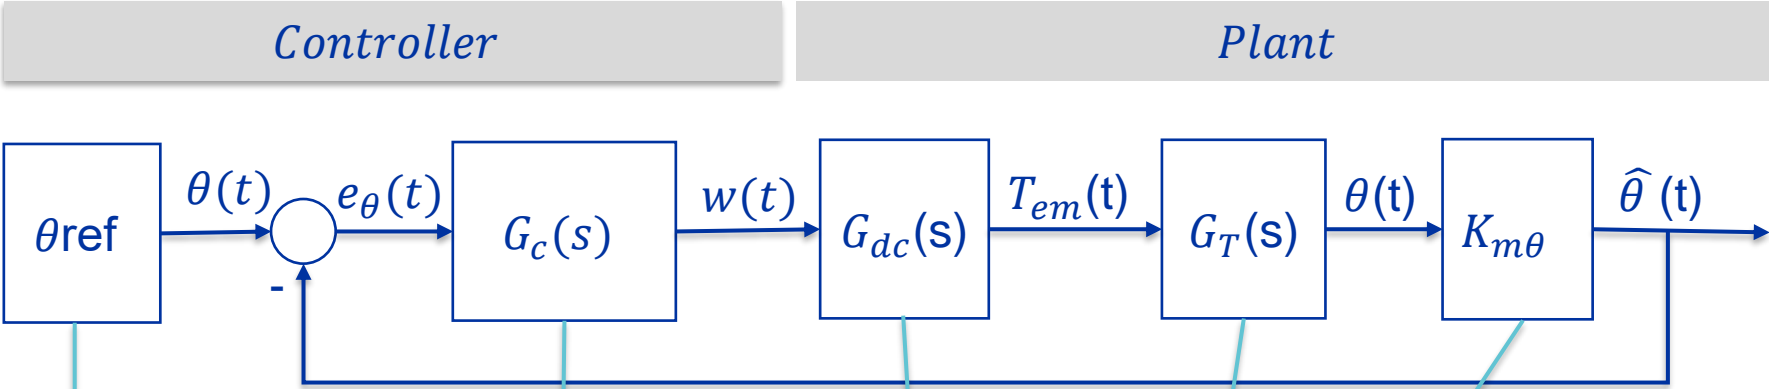 Controller
Plant
θref
θ(t)
-
e_θ(t)
G_c(s)
w(t)
G_dc(s)
T_em(t)
G_T(s)
θ(t)
K_mθ
θ̂ (t)